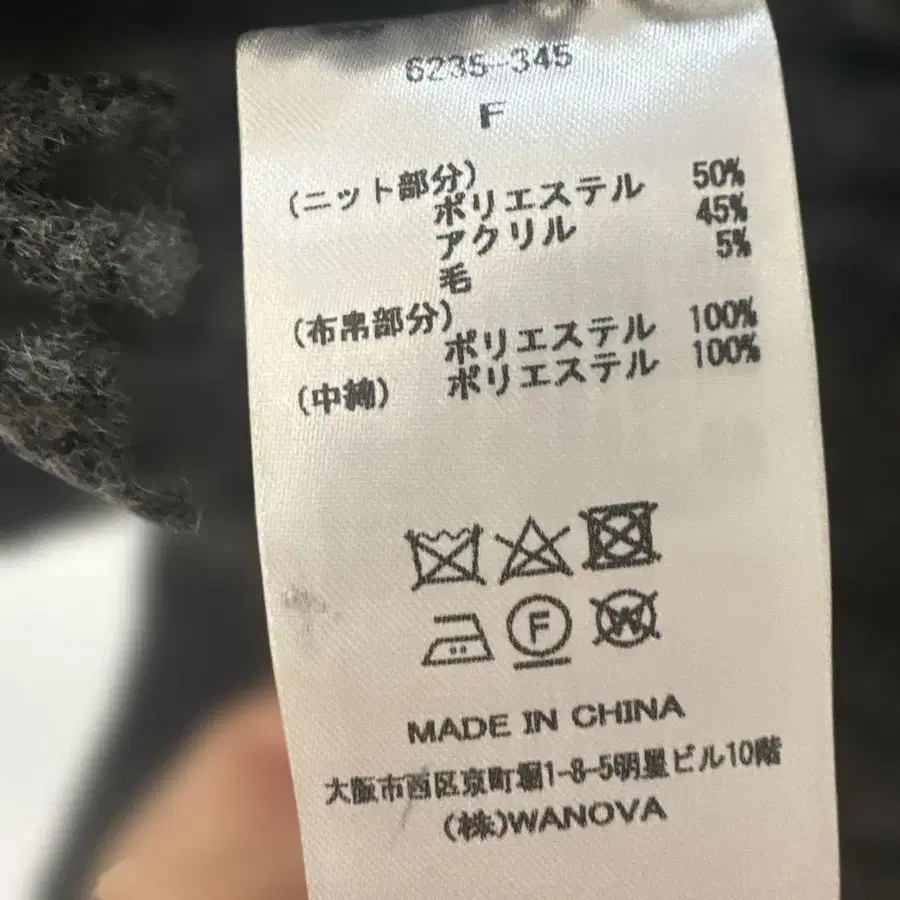 6235-345
F
(ニット部分)
ポリエステル 50%
アクリル 45%
毛 5%
(布帛部分)
ポリエステル 100%
(中綿) ポリエステル 100%
F
W
MADE IN CHINA
大阪市西区京町堀1-8-5明星ビル10階
(株)WANOVA